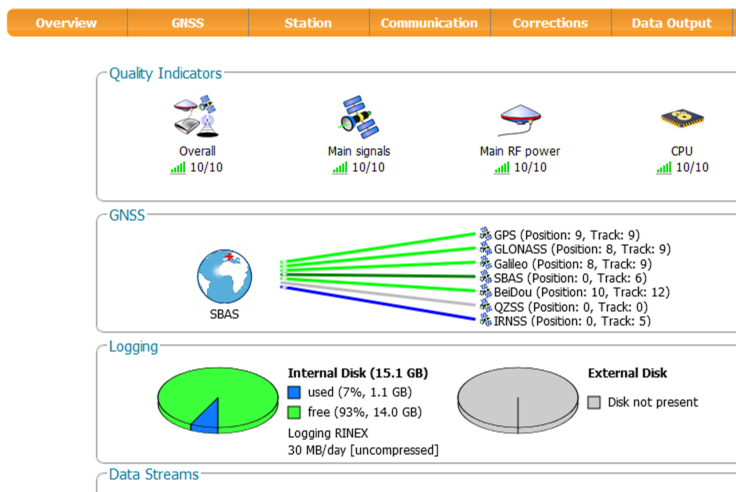 Overview GNSS Station Communication Corrections Data Output
Quality Indicators
Overall Main signals Main RF power CPU
10/10 10/10 10/10 10/10
GNSS
GPS (Position: 9, Track: 9)
GLONASS (Position: 8, Track: 9)
Galileo (Position: 8, Track: 9)
SBAS (Position: 0, Track: 6)
BeiDou (Position: 10, Track: 12)
QZSS (Position: 0, Track: 0)
IRNSS (Position: 0, Track: 5)
SBAS
Logging
Internal Disk (15.1 GB)
used (7%, 1.1 GB)
free (93%, 14.0 GB)
Logging RINEX
30 MB/day [uncompressed]
External Disk
Disk not present
Data Streams